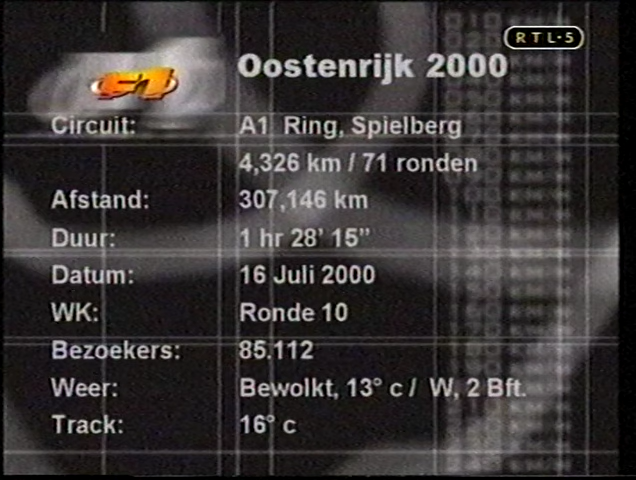 RTL·5
F1
Oostenrijk 2000
Circuit: A1 Ring, Spielberg
4,326 km / 71 ronden
Afstand: 307,146 km
Duur: 1 hr 28' 15"
Datum: 16 Juli 2000
WK: Ronde 10
Bezoekers: 85.112
Weer: Bewolkt, 13° c / W, 2 Bft.
Track: 16° c